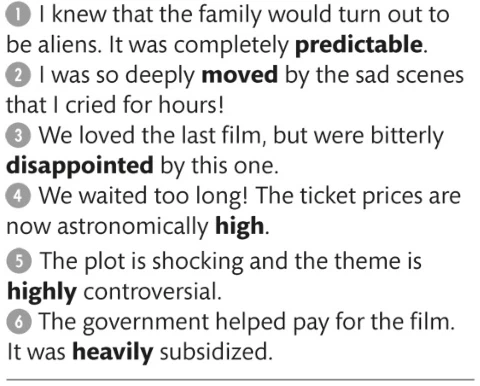 1 I knew that the family would turn out to
be aliens. It was completely predictable.
2 I was so deeply moved by the sad scenes
that I cried for hours!
3 We loved the last film, but were bitterly
disappointed by this one.
4 We waited too long! The ticket prices are
now astronomically high.
5 The plot is shocking and the theme is
highly controversial.
6 The government helped pay for the film.
It was heavily subsidized.